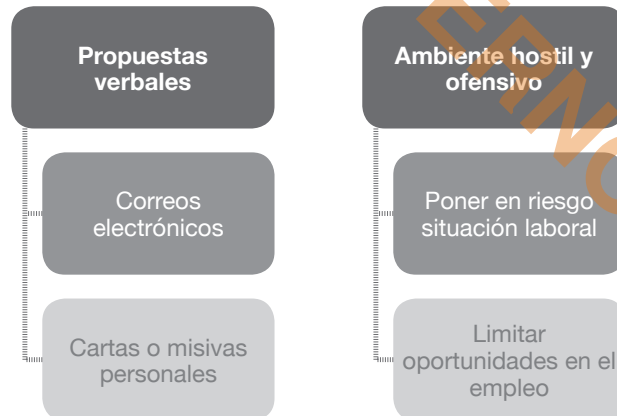 Propuestas
verbales
Correos
electrónicos
Cartas o misivas
personales
Ambiente hostil y
ofensivo
Poner en riesgo
situación laboral
Limitar
oportunidades en el
empleo